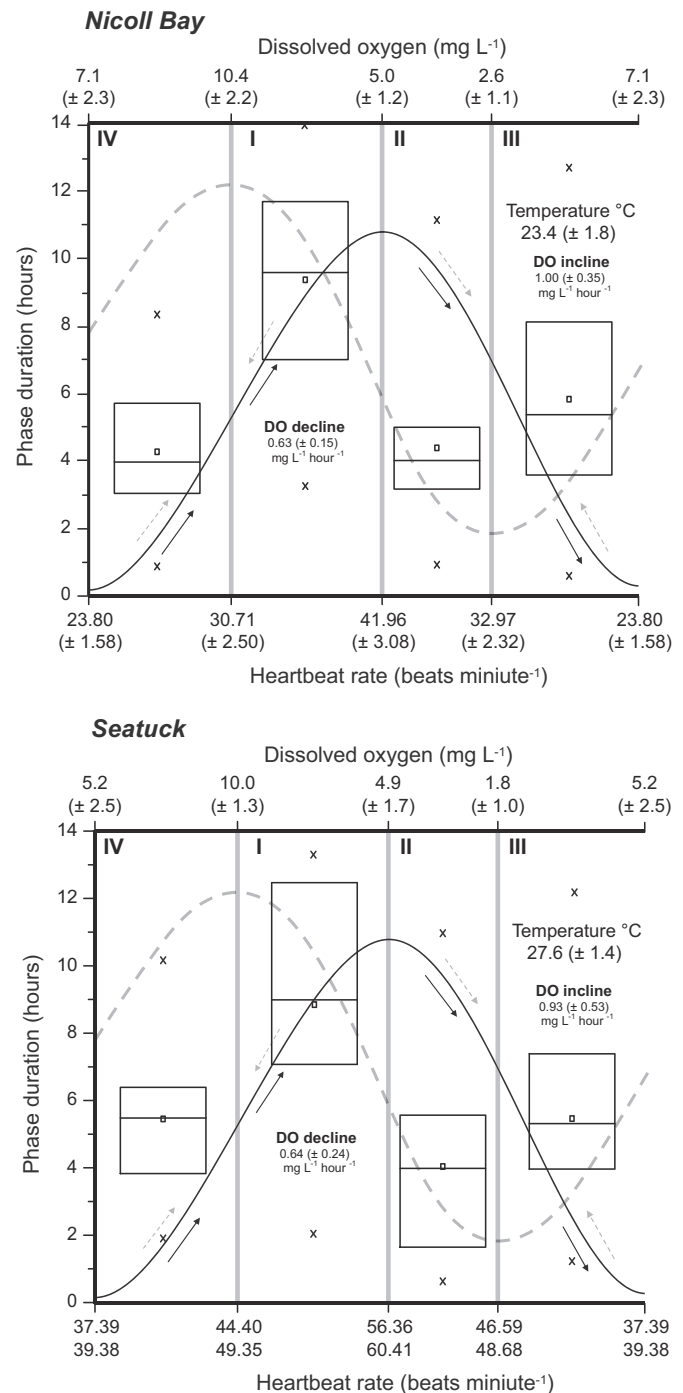 Nicoll Bay
Dissolved oxygen (mg L-1)
7.1 10.4 5.0 2.6 7.1
(± 2.3) (± 2.2) (± 1.2) (± 1.1) (± 2.3)
14
IV I II III
12
Temperature °C
23.4 (± 1.8)
10
DO incline
1.00 (± 0.35)
mg L-1 hour -1
Phase duration (hours)
8
6
DO decline
0.63 (± 0.15)
mg L-1 hour -1
4
2
0
23.80 30.71 41.96 32.97 23.80
(± 1.58) (± 2.50) (± 3.08) (± 2.32) (± 1.58)
Heartbeat rate (beats miniute-1)
Seatuck
Dissolved oxygen (mg L-1)
5.2 10.0 4.9 1.8 5.2
(± 2.5) (± 1.3) (± 1.7) (± 1.0) (± 2.5)
14
IV I II III
12
Temperature °C
27.6 (± 1.4)
10
DO incline
0.93 (± 0.53)
mg L-1 hour -1
Phase duration (hours)
8
6
DO decline
0.64 (± 0.24)
mg L-1 hour -1
4
2
0
37.39 44.40 56.36 46.59 37.39
39.38 49.35 60.41 48.68 39.38
Heartbeat rate (beats miniute-1)